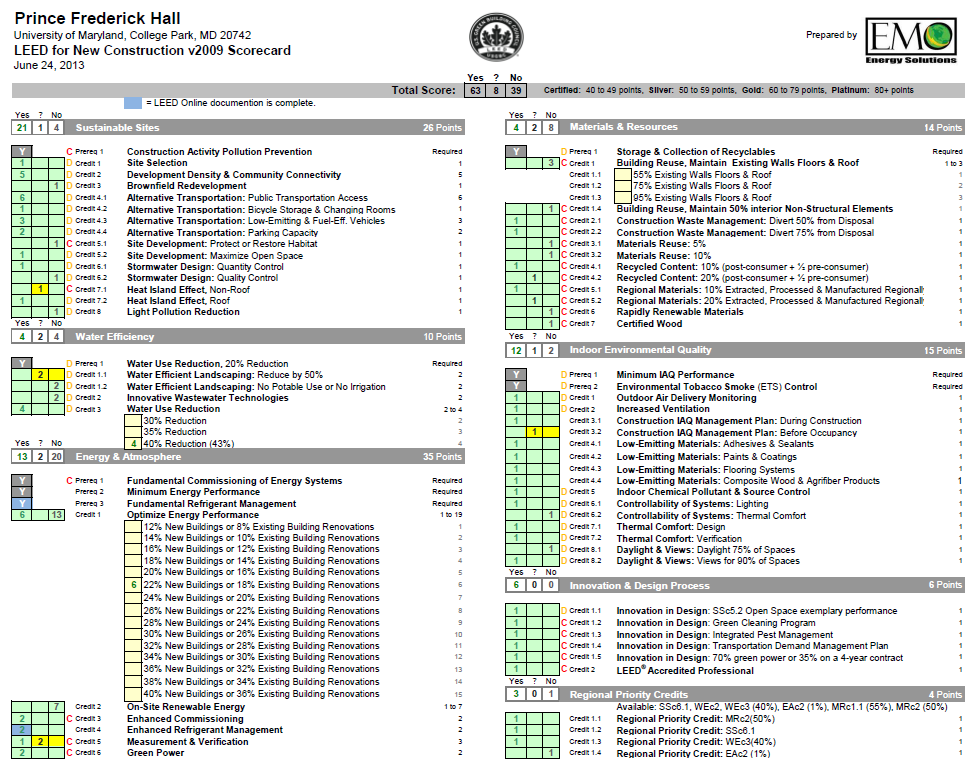 Prince Frederick Hall
University of Maryland, College Park, MD 20742
LEED for New Construction v2009 Scorecard
June 24, 2013
Prepared by EMO
Energy Solutions
Yes ? No
Total Score: 63 8 39 Certified: 40 to 49 points, Silver: 50 to 59 points, Gold: 60 to 79 points, Platinum: 80+ points
= LEED Online documention is complete.
Yes ? No
21 1 4 Sustainable Sites 26 Points
Y C Prereq 1 Construction Activity Pollution Prevention Required
1 D Credit 1 Site Selection 1
5 D Credit 2 Development Density & Community Connectivity 5
1 D Credit 3 Brownfield Redevelopment 1
6 D Credit 4.1 Alternative Transportation: Public Transportation Access 6
1 D Credit 4.2 Alternative Transportation: Bicycle Storage & Changing Rooms 1
3 D Credit 4.3 Alternative Transportation: Low-Emitting & Fuel-Eff. Vehicles 3
2 D Credit 4.4 Alternative Transportation: Parking Capacity 2
1 C Credit 5.1 Site Development: Protect or Restore Habitat 1
1 D Credit 5.2 Site Development: Maximize Open Space 1
1 D Credit 6.1 Stormwater Design: Quantity Control 1
1 D Credit 6.2 Stormwater Design: Quality Control 1
1 C Credit 7.1 Heat Island Effect, Non-Roof 1
1 D Credit 7.2 Heat Island Effect, Roof 1
1 D Credit 8 Light Pollution Reduction 1
Yes ? No
4 2 4 Water Efficiency 10 Points
Y D Prereq 1 Water Use Reduction, 20% Reduction Required
2 D Credit 1.1 Water Efficient Landscaping: Reduce by 50% 2
2 D Credit 1.2 Water Efficient Landscaping: No Potable Use or No Irrigation 2
2 D Credit 2 Innovative Wastewater Technologies 2
4 D Credit 3 Water Use Reduction 2 to 4
30% Reduction 2
35% Reduction 3
4 40% Reduction (43%) 4
Yes ? No
13 2 20 Energy & Atmosphere 35 Points
Y C Prereq 1 Fundamental Commissioning of Energy Systems Required
Y Prereq 2 Minimum Energy Performance Required
Y Prereq 3 Fundamental Refrigerant Management Required
6 13 Credit 1 Optimize Energy Performance 1 to 19
12% New Buildings or 8% Existing Building Renovations 1
14% New Buildings or 10% Existing Building Renovations 2
16% New Buildings or 12% Existing Building Renovations 3
18% New Buildings or 14% Existing Building Renovations 4
20% New Buildings or 16% Existing Building Renovations 5
6 22% New Buildings or 18% Existing Building Renovations 6
24% New Buildings or 20% Existing Building Renovations 7
26% New Buildings or 22% Existing Building Renovations 8
28% New Buildings or 24% Existing Building Renovations 9
30% New Buildings or 26% Existing Building Renovations 10
32% New Buildings or 28% Existing Building Renovations 11
34% New Buildings or 30% Existing Building Renovations 12
36% New Buildings or 32% Existing Building Renovations 13
38% New Buildings or 34% Existing Building Renovations 14
40% New Buildings or 36% Existing Building Renovations 15
7 Credit 2 On-Site Renewable Energy 1 to 7
2 C Credit 3 Enhanced Commissioning 2
2 Credit 4 Enhanced Refrigerant Management 2
1 2 C Credit 5 Measurement & Verification 3
2 C Credit 6 Green Power 2
Yes ? No
4 2 8 Materials & Resources 14 Points
Y D Prereq 1 Storage & Collection of Recyclables Required
3 C Credit 1 Building Reuse, Maintain Existing Walls Floors & Roof 1 to 3
Credit 1.1 55% Existing Walls Floors & Roof 1
Credit 1.2 75% Existing Walls Floors & Roof 2
Credit 1.3 95% Existing Walls Floors & Roof 3
1 C Credit 1.4 Building Reuse, Maintain 50% interior Non-Structural Elements 1
1 C Credit 2.1 Construction Waste Management: Divert 50% from Disposal 1
1 C Credit 2.2 Construction Waste Management: Divert 75% from Disposal 1
1 C Credit 3.1 Materials Reuse: 5% 1
1 C Credit 3.2 Materials Reuse: 10% 1
1 C Credit 4.1 Recycled Content: 10% (post-consumer + ½ pre-consumer) 1
1 C Credit 4.2 Recycled Content: 20% (post-consumer + ½ pre-consumer) 1
1 C Credit 5.1 Regional Materials: 10% Extracted, Processed & Manufactured Regionally 1
1 C Credit 5.2 Regional Materials: 20% Extracted, Processed & Manufactured Regionally 1
1 C Credit 6 Rapidly Renewable Materials 1
1 C Credit 7 Certified Wood 1
Yes ? No
12 1 2 Indoor Environmental Quality 15 Points
Y D Prereq 1 Minimum IAQ Performance Required
Y D Prereq 2 Environmental Tobacco Smoke (ETS) Control Required
1 D Credit 1 Outdoor Air Delivery Monitoring 1
1 D Credit 2 Increased Ventilation 1
1 Credit 3.1 Construction IAQ Management Plan: During Construction 1
1 C Credit 3.2 Construction IAQ Management Plan: Before Occupancy 1
1 Credit 4.1 Low-Emitting Materials: Adhesives & Sealants 1
1 Credit 4.2 Low-Emitting Materials: Paints & Coatings 1
1 Credit 4.3 Low-Emitting Materials: Flooring Systems 1
1 Credit 4.4 Low-Emitting Materials: Composite Wood & Agrifiber Products 1
1 D Credit 5 Indoor Chemical Pollutant & Source Control 1
1 D Credit 6.1 Controllability of Systems: Lighting 1
1 D Credit 6.2 Controllability of Systems: Thermal Comfort 1
1 D Credit 7.1 Thermal Comfort: Design 1
1 D Credit 7.2 Thermal Comfort: Verification 1
1 D Credit 8.1 Daylight & Views: Daylight 75% of Spaces 1
1 D Credit 8.2 Daylight & Views: Views for 90% of Spaces 1
Yes ? No
6 0 0 Innovation & Design Process 6 Points
1 D Credit 1.1 Innovation in Design: SSc5.2 Open Space exemplary performance 1
1 C Credit 1.2 Innovation in Design: Green Cleaning Program 1
1 C Credit 1.3 Innovation in Design: Integrated Pest Management 1
1 C Credit 1.4 Innovation in Design: Transportation Demand Management Plan 1
1 C Credit 1.5 Innovation in Design: 70% green power or 35% on a 4-year contract 1
1 C Credit 2 LEED® Accredited Professional 1
Yes ? No
3 0 1 Regional Priority Credits 4 Points
Available: SSc6.1, WEc2, WEc3 (40%), EAc2 (1%), MRc1.1 (55%), MRc2 (50%)
1 Credit 1.1 Regional Priority Credit: MRc2(50%) 1
1 Credit 1.2 Regional Priority Credit: SSc6.1 1
1 Credit 1.3 Regional Priority Credit: WEc3(40%) 1
1 Credit 1.4 Regional Priority Credit: EAc2 (1%) 1